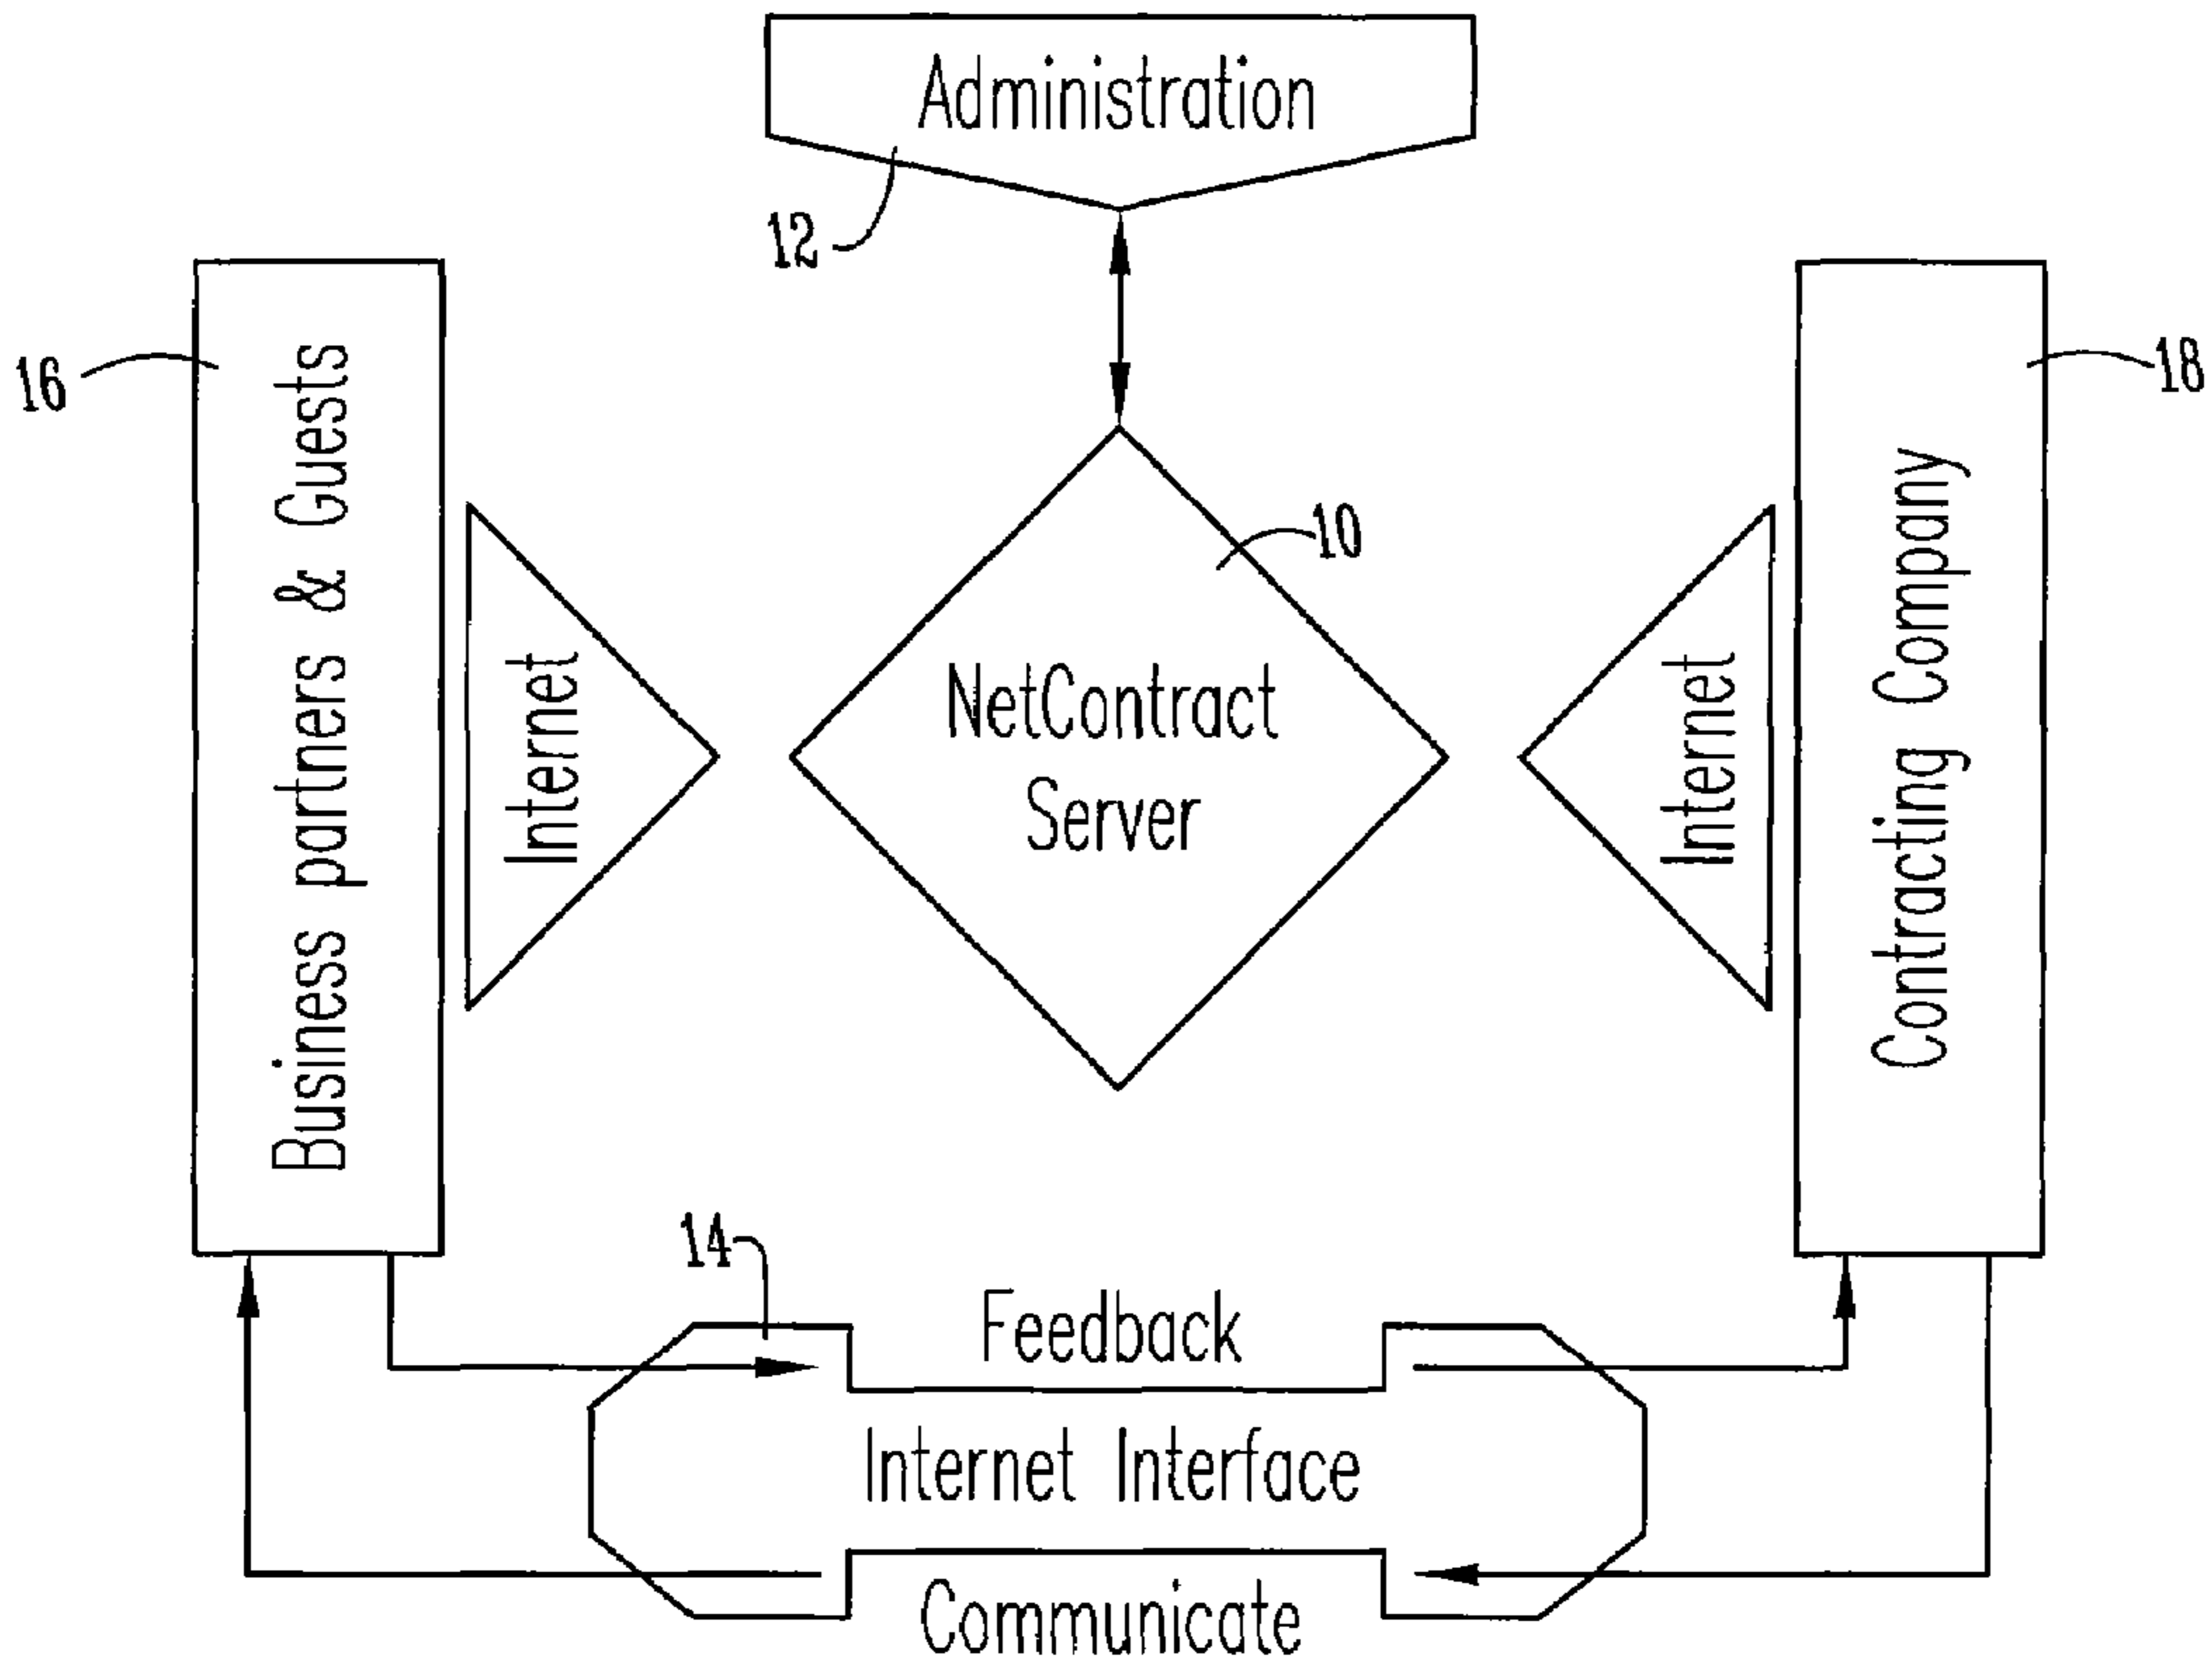 Administration
12
16
18
Business partners & Guests
Internet
10
NetContract
Server
Internet
Contracting Company
14
Feedback
Internet Interface
Communicate